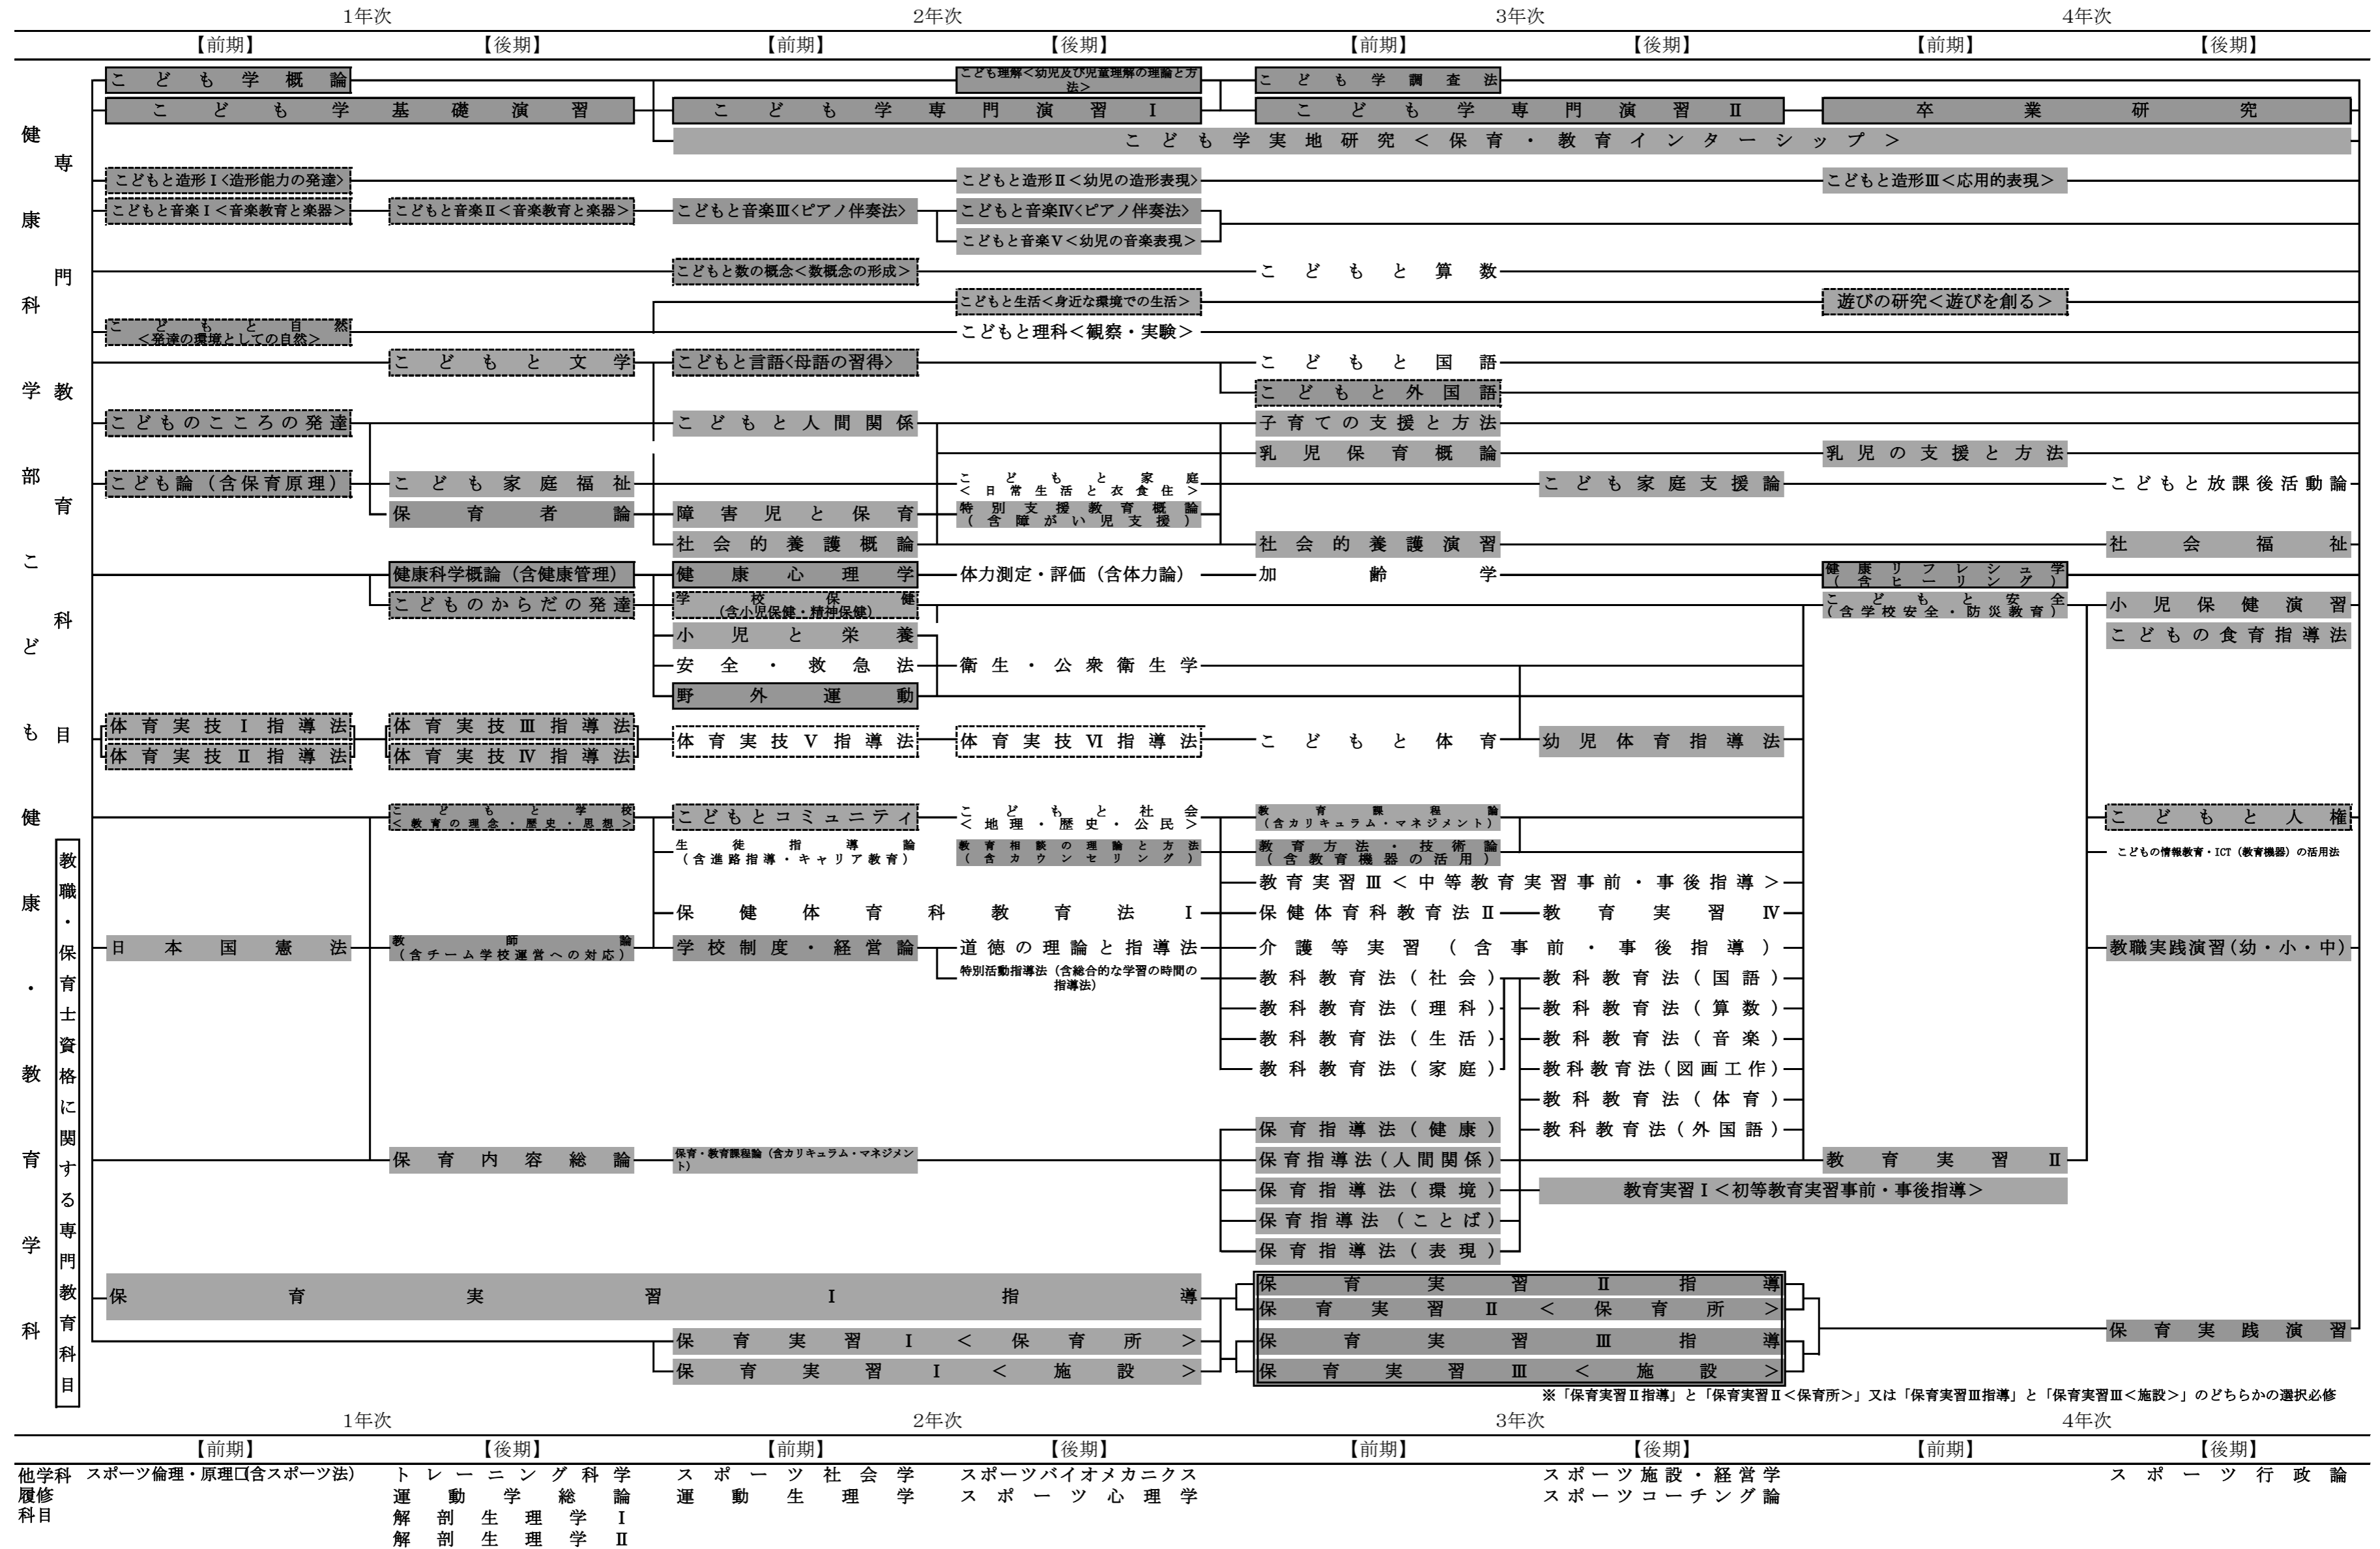 1年次 2年次 3年次 4年次
【前期】 【後期】 【前期】 【後期】 【前期】 【後期】 【前期】 【後期】
健康科学部こども健康・教育学科
専門教育科目
教職・保育士資格に関する専門教育科目
こども学概論 こども理解＜幼児及び児童理解の理論と方法＞ こども学調査法
こども学基礎演習 こども学専門演習Ⅰ こども学専門演習Ⅱ 卒業研究
こども学実地研究＜保育・教育インターシップ＞
こどもと造形Ⅰ<造形能力の発達> こどもと造形Ⅱ＜幼児の造形表現> こどもと造形Ⅲ＜応用的表現＞
こどもと音楽Ⅰ＜音楽教育と楽器＞ こどもと音楽Ⅱ＜音楽教育と楽器＞ こどもと音楽Ⅲ<ピアノ伴奏法> こどもと音楽Ⅳ<ピアノ伴奏法>
こどもと音楽Ⅴ＜幼児の音楽表現＞
こどもと数の概念＜数概念の形成＞ こどもと算数
こどもと生活＜身近な環境での生活＞ 遊びの研究＜遊びを創る＞
こどもと自然
＜発達の環境としての自然＞ こどもと理科＜観察・実験＞
こどもと文学 こどもと言語<母語の習得> こどもと国語
こどもと外国語
こどものこころの発達 こどもと人間関係 子育ての支援と方法
乳児保育概論 乳児の支援と方法
こども論（含保育原理） こども家庭福祉 こどもと家庭
＜日常生活と衣食住＞ こども家庭支援論 こどもと放課後活動論
保育者論 障害児と保育 特別支援教育概論
（含障がい児支援）
社会的養護概論 社会的養護演習 社会福祉
健康科学概論（含健康管理） 健康心理学 体力測定・評価（含体力論） 加齢学 健康リフレシュ学
（含ヒーリング）
こどものからだの発達 学校保健
（含小児保健・精神保健） こどもと安全
（含学校安全・防災教育） 小児保健演習
小児と栄養 こどもの食育指導法
安全・救急法 衛生・公衆衛生学
野外運動
体育実技Ⅰ指導法 体育実技Ⅲ指導法
体育実技Ⅴ指導法 体育実技Ⅵ指導法 こどもと体育 幼児体育指導法
体育実技Ⅱ指導法 体育実技Ⅳ指導法
こどもと学校
＜教育の理念・歴史・思想＞ こどもとコミュニティ こどもと社会
＜地理・歴史・公民＞ 教育課程論
（含カリキュラム・マネジメント） こどもと人権
生徒指導論
（含進路指導・キャリア教育） 教育相談の理論と方法
（含カウンセリング） 教育方法・技術論
（含教育機器の活用） こどもの情報教育・ICT（教育機器）の活用法
教育実習Ⅲ＜中等教育実習事前・事後指導＞
保健体育科教育法Ⅰ 保健体育科教育法Ⅱ 教育実習Ⅳ
日本国憲法 教師論
（含チーム学校運営への対応） 学校制度・経営論 道徳の理論と指導法 介護等実習（含事前・事後指導） 教職実践演習(幼・小・中)
特別活動指導法（含総合的な学習の時間の
指導法） 教科教育法（社会） 教科教育法（国語）
教科教育法（理科） 教科教育法（算数）
教科教育法（生活） 教科教育法（音楽）
教科教育法（家庭） 教科教育法(図画工作)
教科教育法（体育）
保育指導法（健康） 教科教育法（外国語）
保育内容総論 保育・教育課程論（含カリキュラム・マネジメン
ト） 保育指導法(人間関係) 教育実習Ⅱ
保育指導法（環境） 教育実習Ⅰ＜初等教育実習事前・事後指導＞
保育指導法（ことば）
保育指導法（表現）
保育実習Ⅰ指導 保育実習Ⅱ指導
保育実習Ⅱ＜保育所＞
保育実習Ⅰ＜保育所＞ 保育実習Ⅲ指導 保育実践演習
保育実習Ⅰ＜施設＞ 保育実習Ⅲ＜施設＞
※「保育実習Ⅱ指導」と「保育実習Ⅱ＜保育所＞」又は「保育実習Ⅲ指導」と「保育実習Ⅲ＜施設＞」のどちらかの選択必修
1年次 2年次 3年次 4年次
【前期】 【後期】 【前期】 【後期】 【前期】 【後期】 【前期】 【後期】
他学科
履修
科目
スポーツ倫理・原理□(含スポーツ法) トレーニング科学 スポーツ社会学 スポーツバイオメカニクス スポーツ施設・経営学 スポーツ行政論
運動学総論 運動生理学 スポーツ心理学 スポーツコーチング論
解剖生理学Ⅰ
解剖生理学Ⅱ